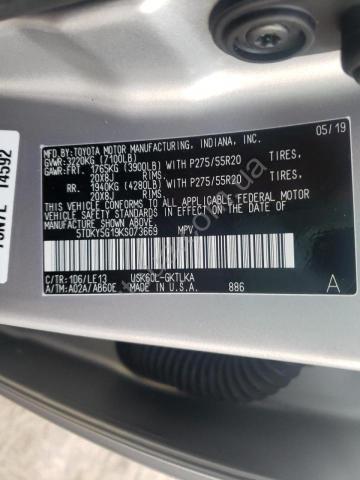 05/19
MFD. BY: TOYOTA MOTOR MANUFACTURING, INDIANA, INC.
GVWR: 3220KG (7100LB)
GAWR: FRT. 1765KG (3900LB) WITH P275/55R20 TIRES,
20X8J RIMS,
RR. 1940KG (4280LB) WITH P275/55R20 TIRES,
20X8J RIMS,
THIS VEHICLE CONFORMS TO ALL APPLICABLE FEDERAL MOTOR
VEHICLE SAFETY STANDARDS IN EFFECT ON THE DATE OF
MANUFACTURE SHOWN ABOVE.
5TDKY5G19KS073669 MPV
C/TR: 1D6/LE13 USK60L-GKTLKA
A/TM: A02A/AB60E 886 A
14592